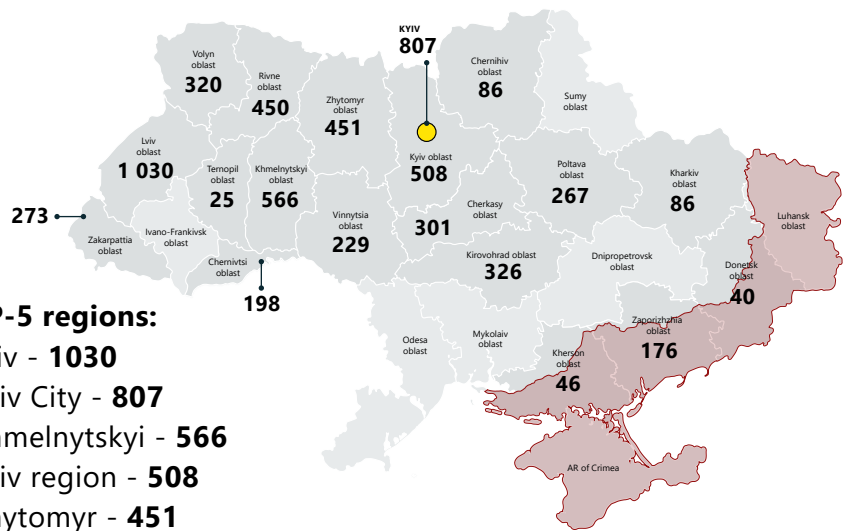 KYIV
807
Volyn
oblast
320
Rivne
oblast
450
Zhytomyr
oblast
451
Chernihiv
oblast
86
Sumy
oblast
Lviv
oblast
1 030
Ternopil
oblast
25
Khmelnytskyi
oblast
566
Kyiv oblast
508
Poltava
oblast
267
Kharkiv
oblast
86
Luhansk
oblast
273
Zakarpattia
oblast
Ivano-Frankivsk
oblast
Chernivtsi
oblast
198
Vinnytsia
oblast
229
Cherkasy
oblast
301
Kirovohrad oblast
326
Dnipropetrovsk
oblast
Donetsk
oblast
40
Odesa
oblast
Mykolaiv
oblast
Kherson
oblast
46
Zaporizhzhia
oblast
176
AR of Crimea
P-5 regions:
iv - 1030
iv City - 807
melnytskyi - 566
iv region - 508
ytomyr - 451